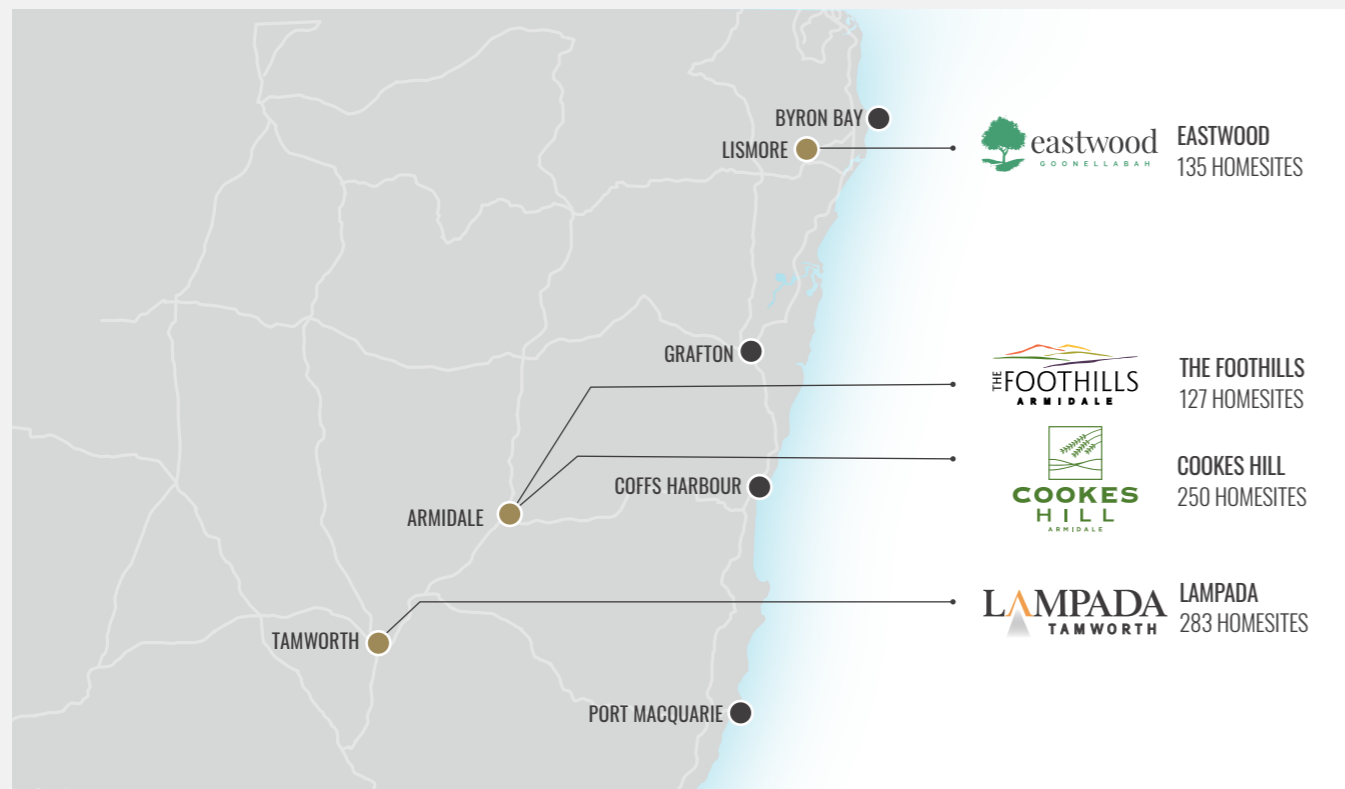 BYRON BAY
LISMORE
eastwood
GOONELLABAH
EASTWOOD
135 HOMESITES
GRAFTON
THE FOOTHILLS
ARMIDALE
THE FOOTHILLS
127 HOMESITES
COFFS HARBOUR
COOKES
HILL
ARMIDALE
COOKES HILL
250 HOMESITES
ARMIDALE
LAMPADA
TAMWORTH
LAMPADA
283 HOMESITES
TAMWORTH
PORT MACQUARIE